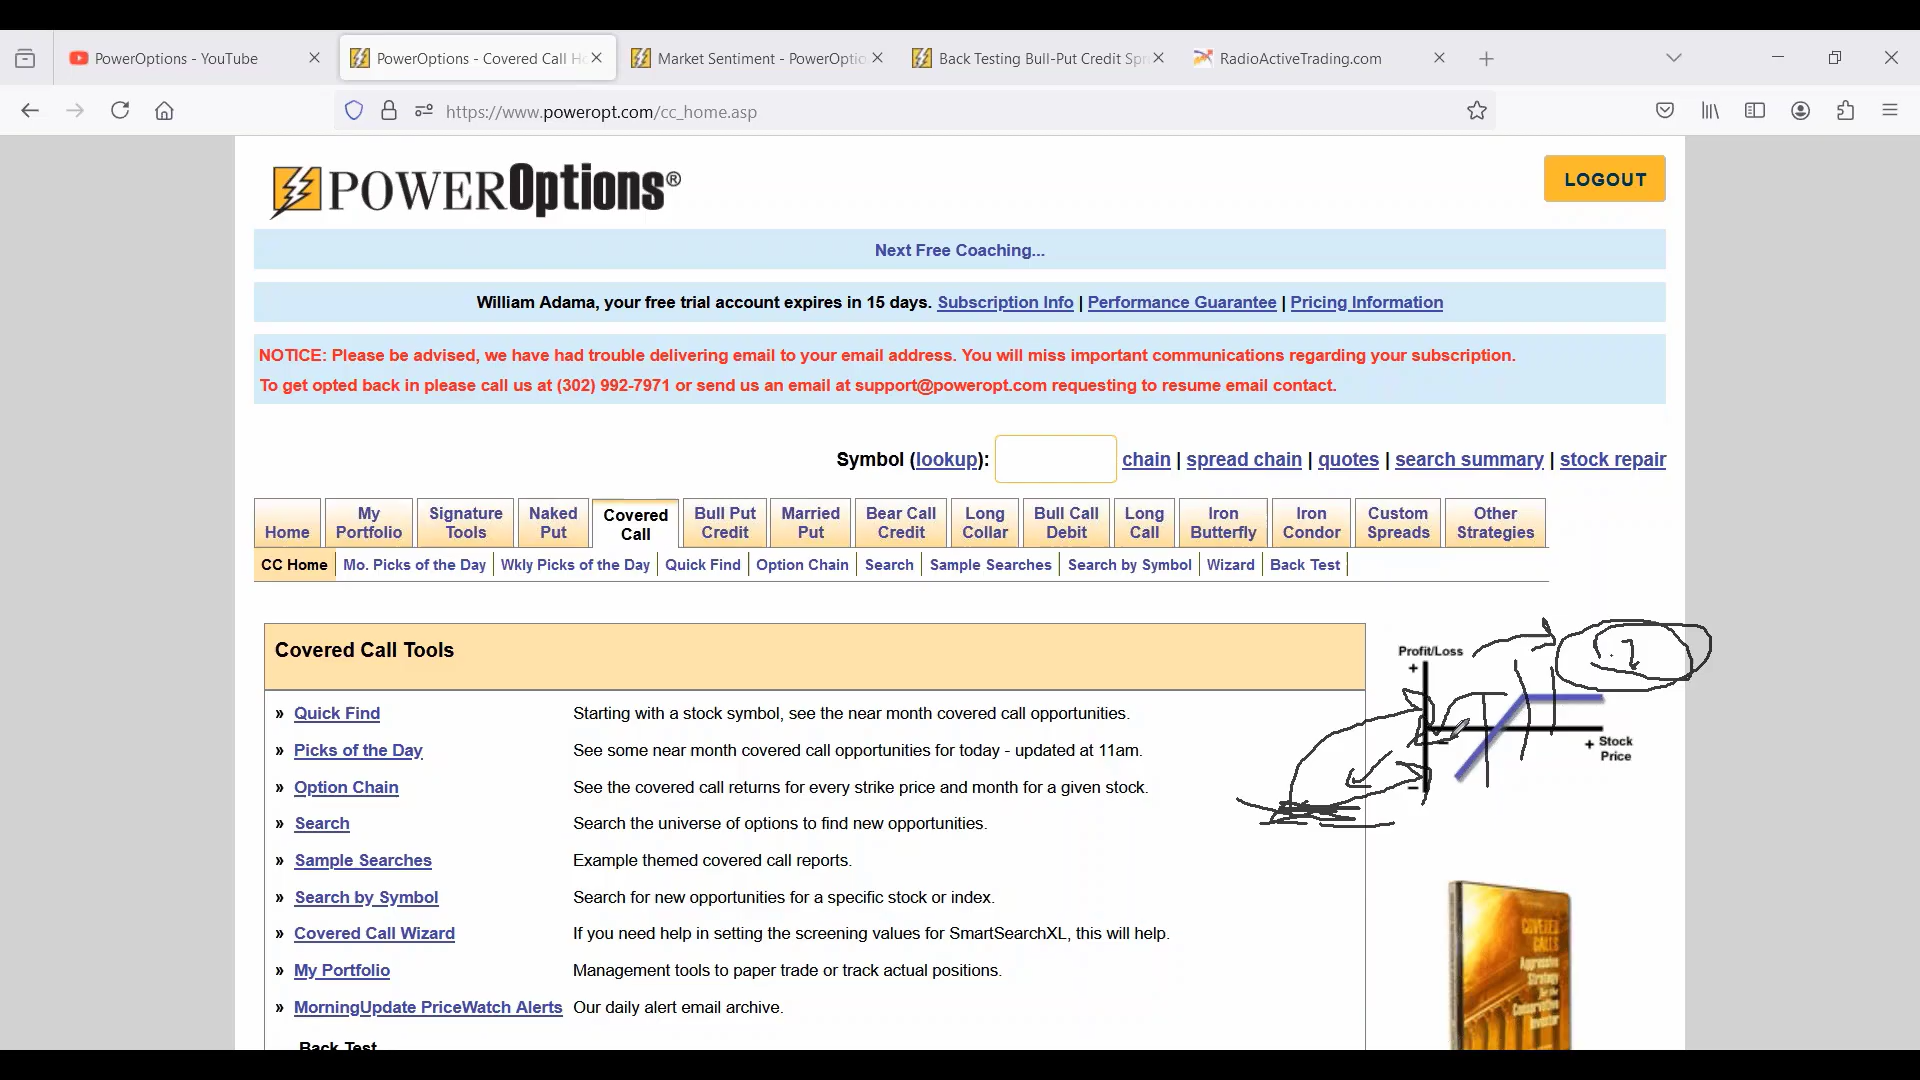 PowerOptions - YouTube
PowerOptions - Covered Call H
Market Sentiment - PowerOptio
Back Testing Bull-Put Credit Spr
RadioActiveTrading.com
https://www.poweropt.com/cc_home.asp
POWEROptions®
LOGOUT
Next Free Coaching...
William Adama, your free trial account expires in 15 days. Subscription Info | Performance Guarantee | Pricing Information
NOTICE: Please be advised, we have had trouble delivering email to your email address. You will miss important communications regarding your subscription.
To get opted back in please call us at (302) 992-7971 or send us an email at support@poweropt.com requesting to resume email contact.
Symbol (lookup): chain | spread chain | quotes | search summary | stock repair
Home
My Portfolio
Signature Tools
Naked Put
Covered Call
Bull Put Credit
Married Put
Bear Call Credit
Long Collar
Bull Call Debit
Long Call
Iron Butterfly
Iron Condor
Custom Spreads
Other Strategies
CC Home | Mo. Picks of the Day | Wkly Picks of the Day | Quick Find | Option Chain | Search | Sample Searches | Search by Symbol | Wizard | Back Test |
Covered Call Tools
» Quick Find Starting with a stock symbol, see the near month covered call opportunities.
» Picks of the Day See some near month covered call opportunities for today - updated at 11am.
» Option Chain See the covered call returns for every strike price and month for a given stock.
» Search Search the universe of options to find new opportunities.
» Sample Searches Example themed covered call reports.
» Search by Symbol Search for new opportunities for a specific stock or index.
» Covered Call Wizard If you need help in setting the screening values for SmartSearchXL, this will help.
» My Portfolio Management tools to paper trade or track actual positions.
» MorningUpdate PriceWatch Alerts Our daily alert email archive.
Back Test
Profit/Loss
+
+ Stock
Price
−
COVERED
CALLS
Aggressive
Strategy
for the
Conservative
Investor